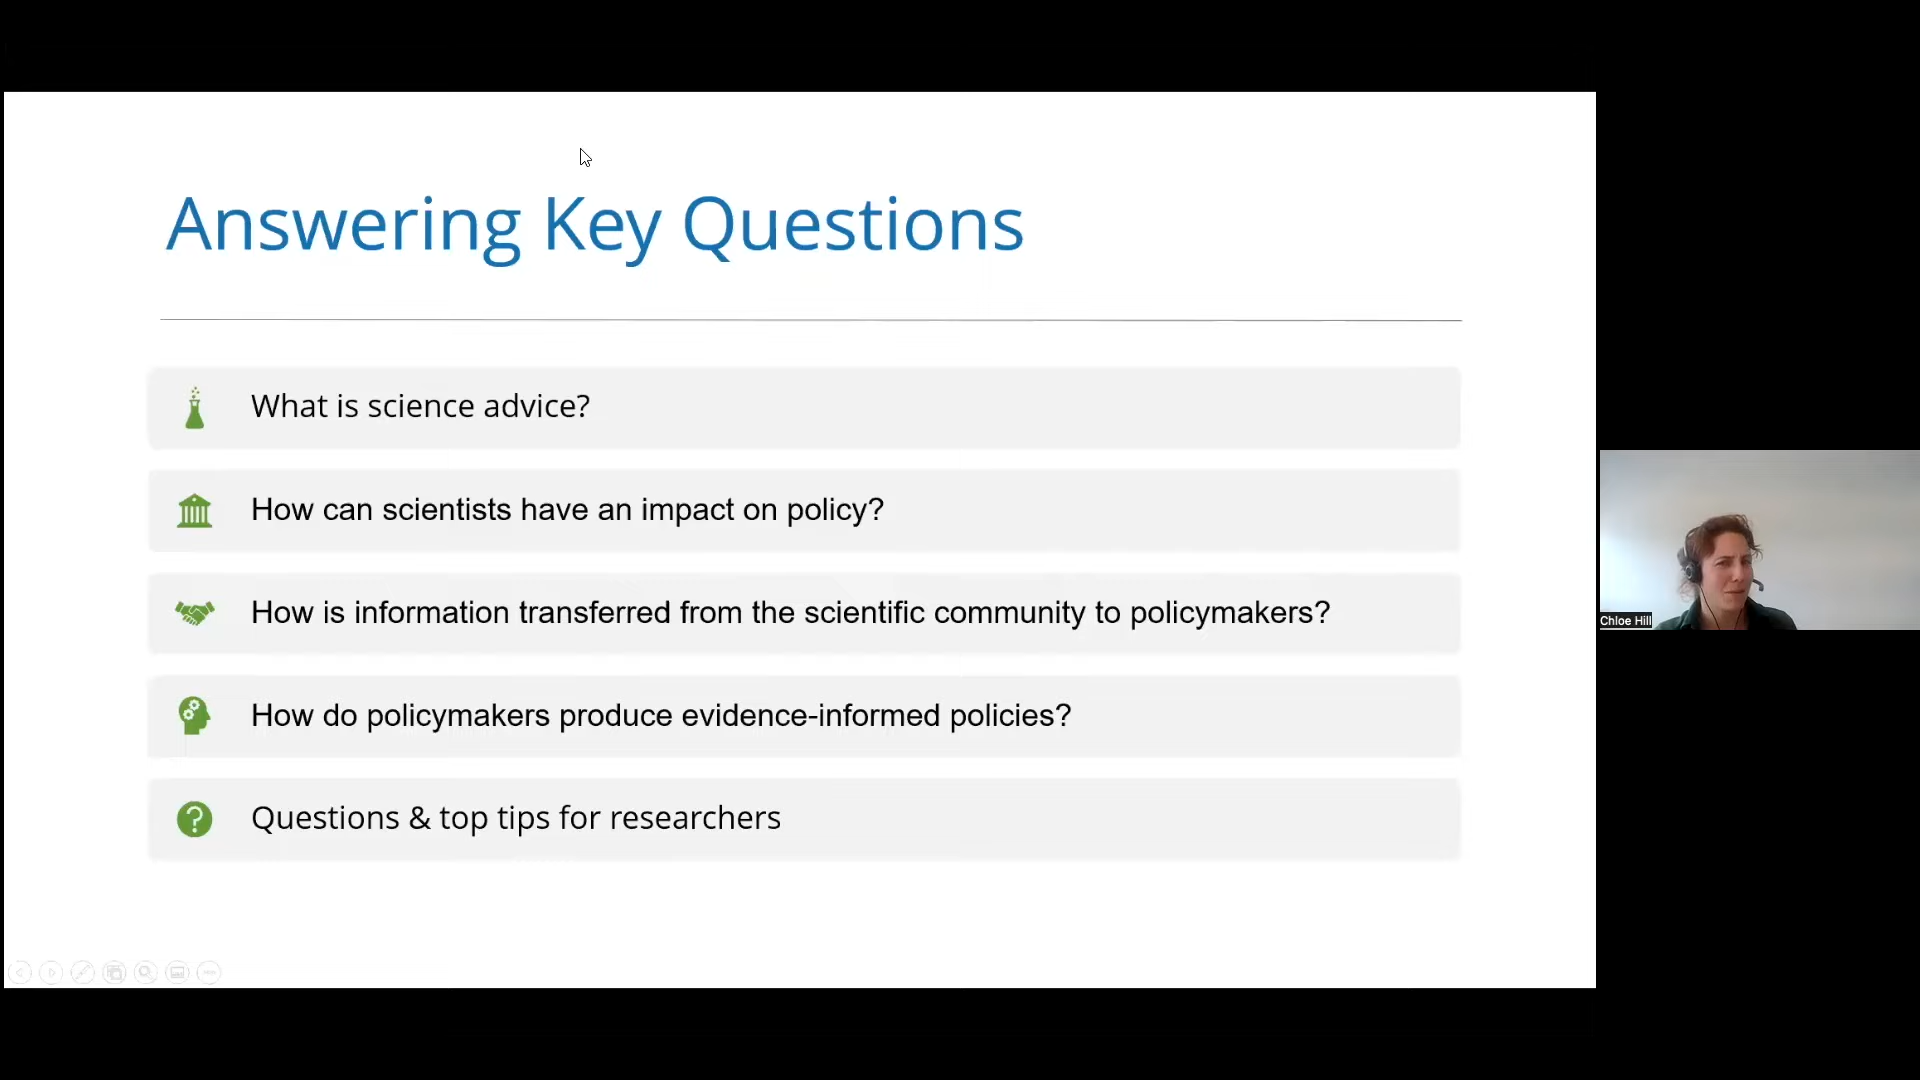 Answering Key Questions
What is science advice?
How can scientists have an impact on policy?
How is information transferred from the scientific community to policymakers?
How do policymakers produce evidence-informed policies?
?
Questions & top tips for researchers
Chloe Hill